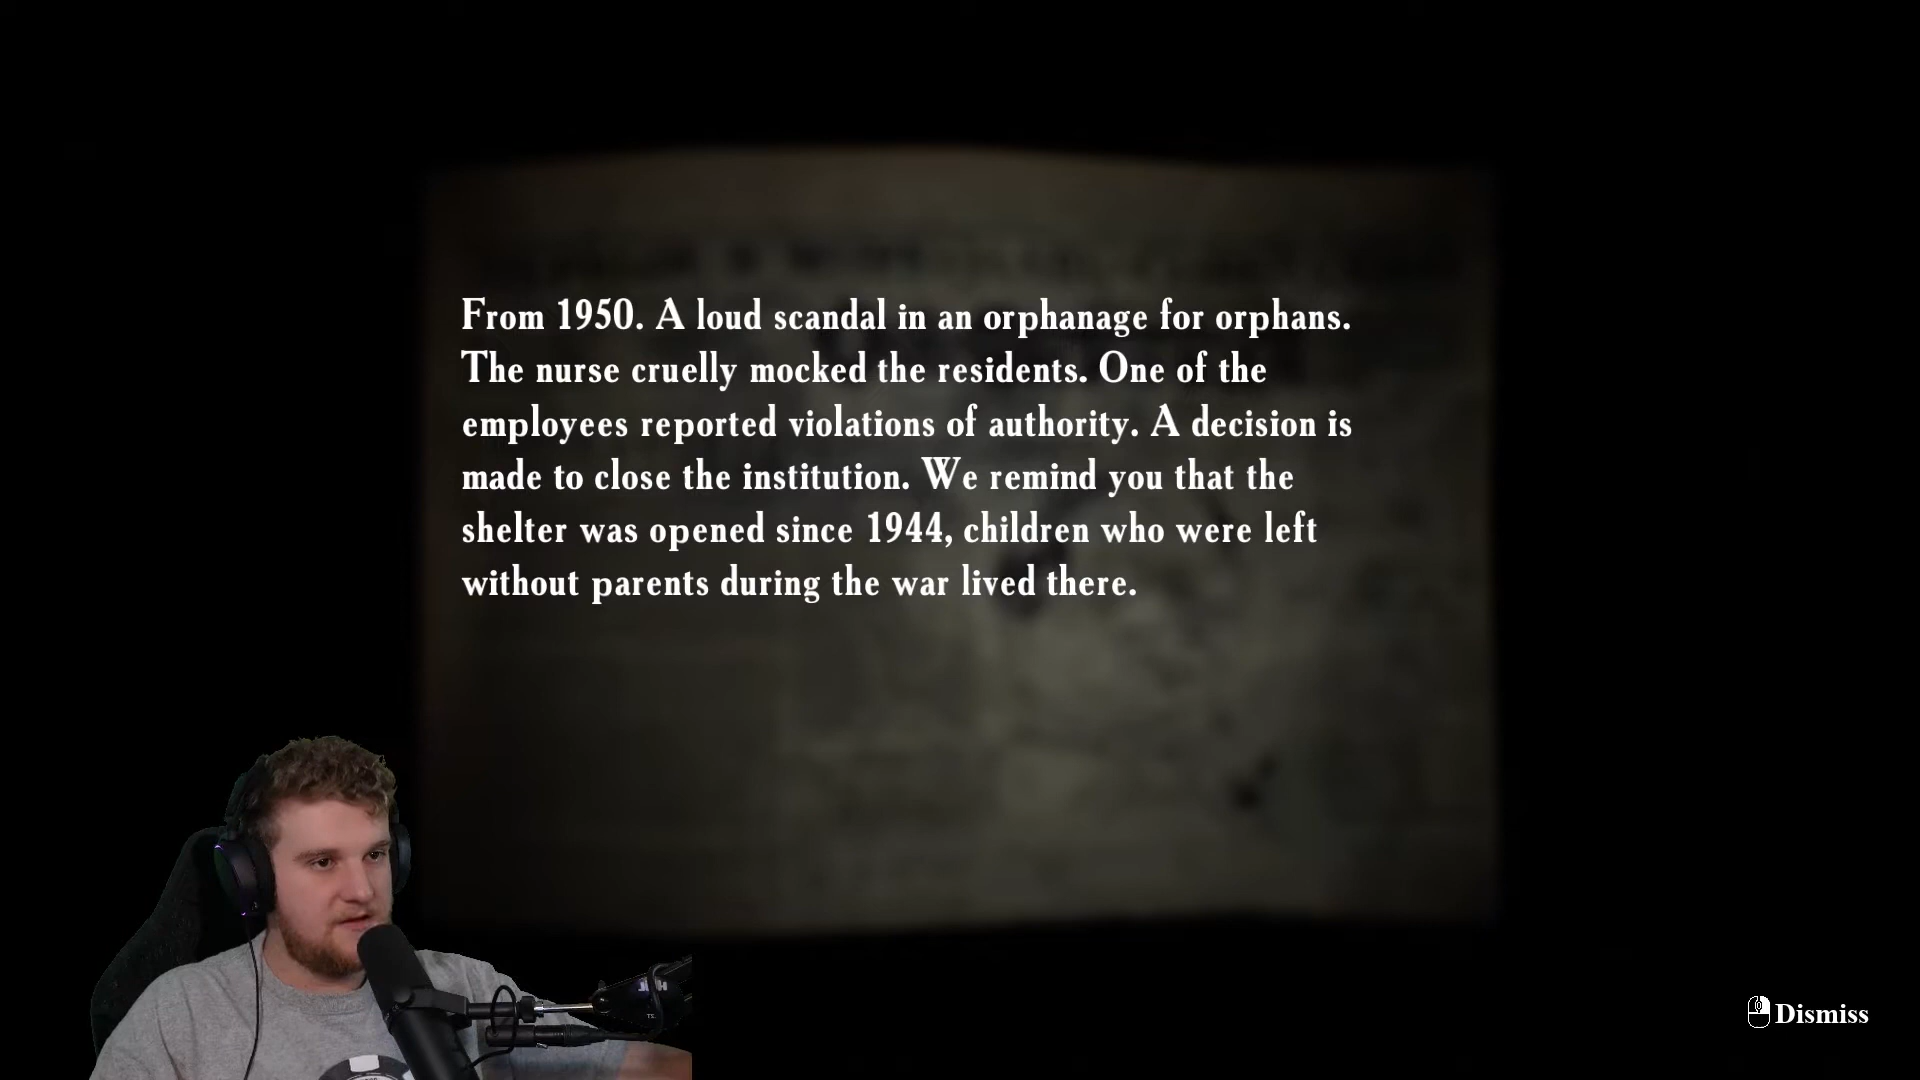 From 1950. A loud scandal in an orphanage for orphans.
The nurse cruelly mocked the residents. One of the
employees reported violations of authority. A decision is
made to close the institution. We remind you that the
shelter was opened since 1944, children who were left
without parents during the war lived there.
Dismiss